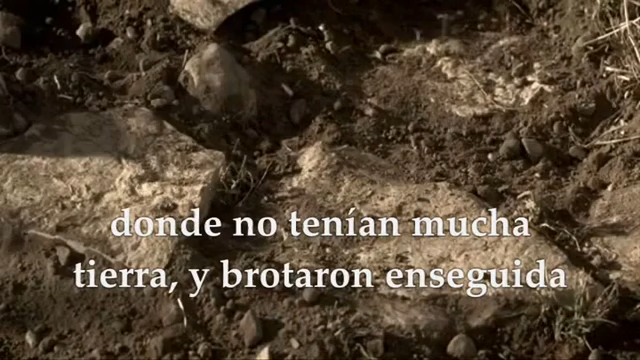 donde no tenían mucha
tierra, y brotaron enseguida